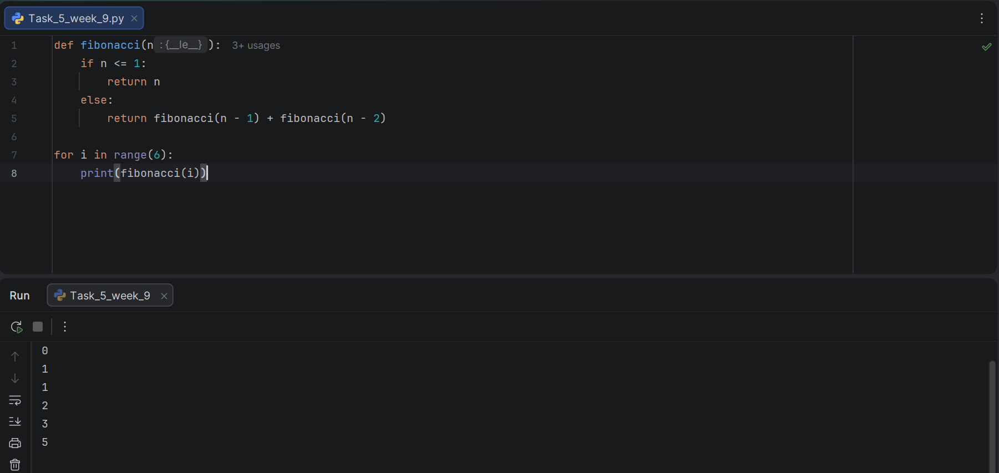 Task_5_week_9.py
1 def fibonacci(n :{__le__} ): 3+ usages
2     if n <= 1:
3         return n
4     else:
5         return fibonacci(n - 1) + fibonacci(n - 2)
6
7 for i in range(6):
8     print(fibonacci(i))
Run Task_5_week_9
0
1
1
2
3
5